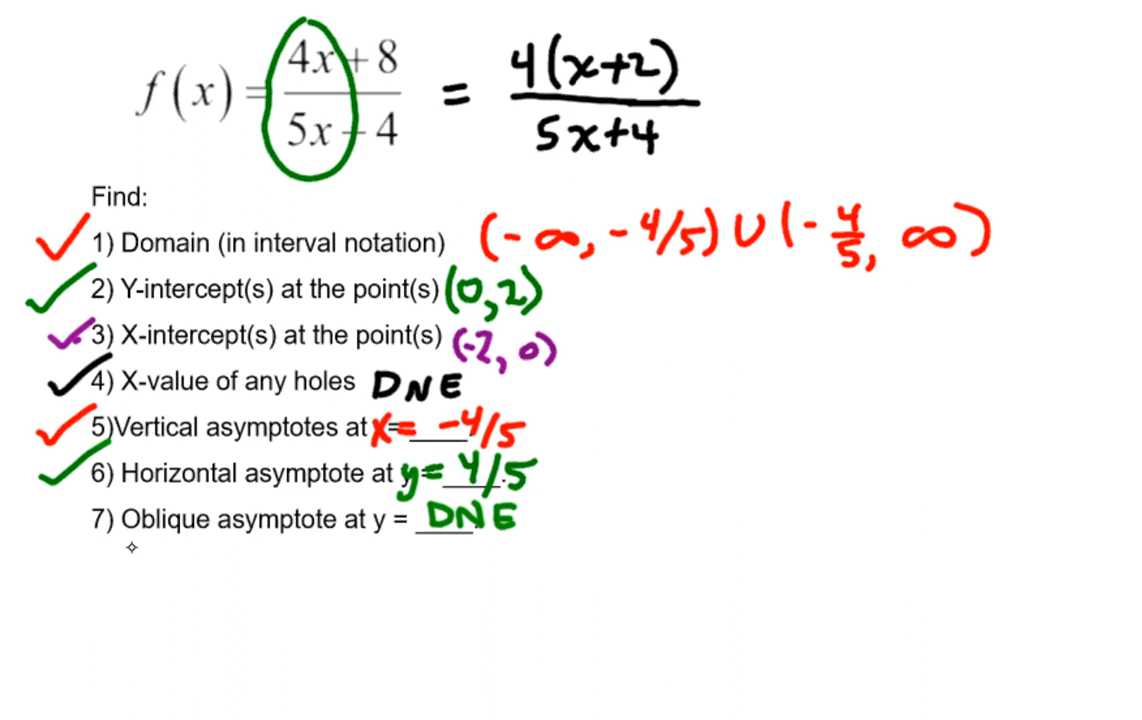 f(x) = 4x + 8 / 5x + 4 = 4(x+2) / 5x+4
Find:
1) Domain (in interval notation) (-∞, -4/5) ∪ (-4/5, ∞)
2) Y-intercept(s) at the point(s) (0,2)
3) X-intercept(s) at the point(s) (-2, 0)
4) X-value of any holes DNE
5)Vertical asymptotes at x= -4/5
6) Horizontal asymptote at y= 4/5.
7) Oblique asymptote at y = DNE